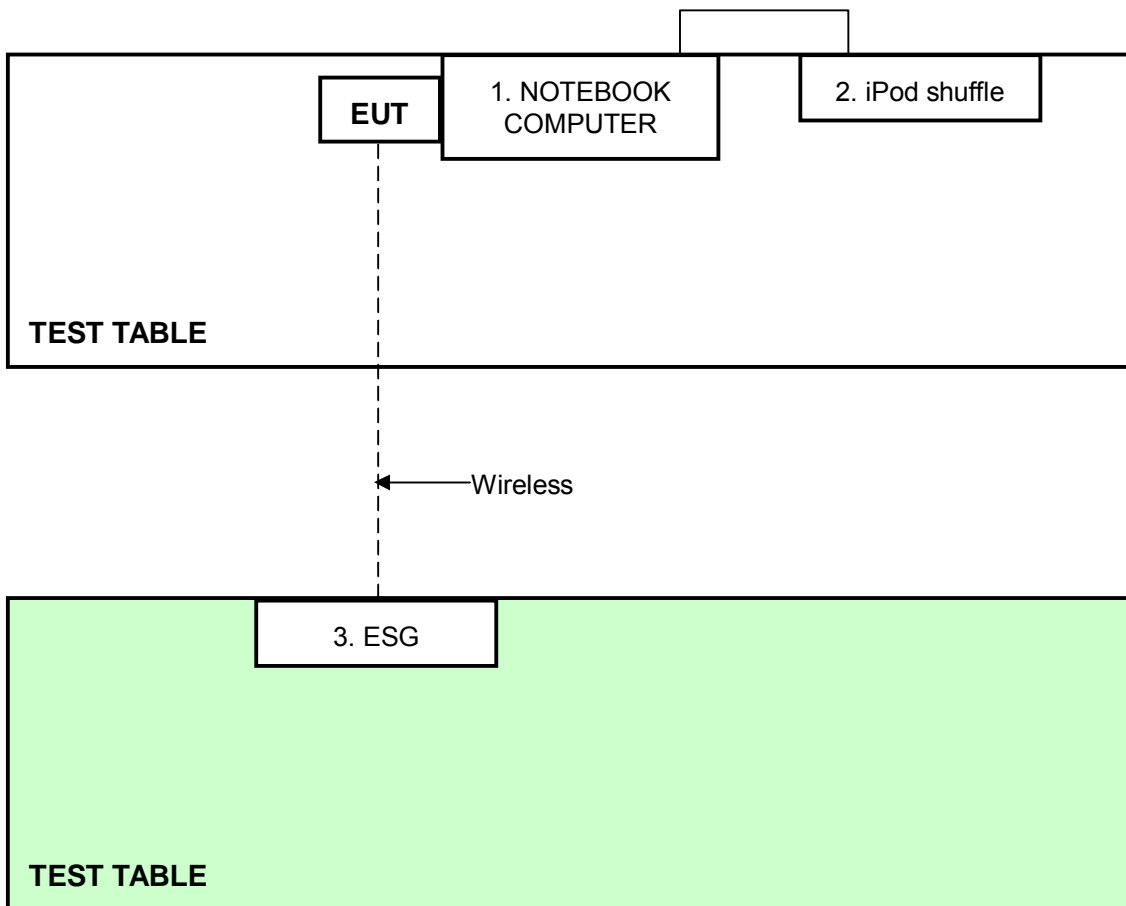 EUT
1. NOTEBOOK
COMPUTER
2. iPod shuffle
TEST TABLE
Wireless
3. ESG
TEST TABLE